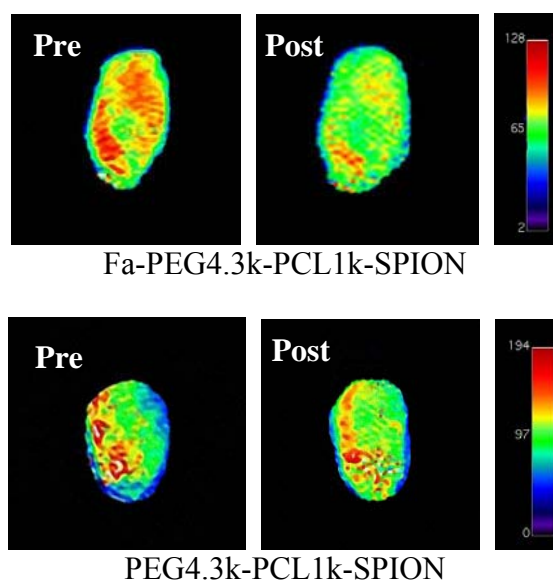 Pre
Post
128
65
2
Fa-PEG4.3k-PCL1k-SPION
Pre
Post
194
97
0
PEG4.3k-PCL1k-SPION